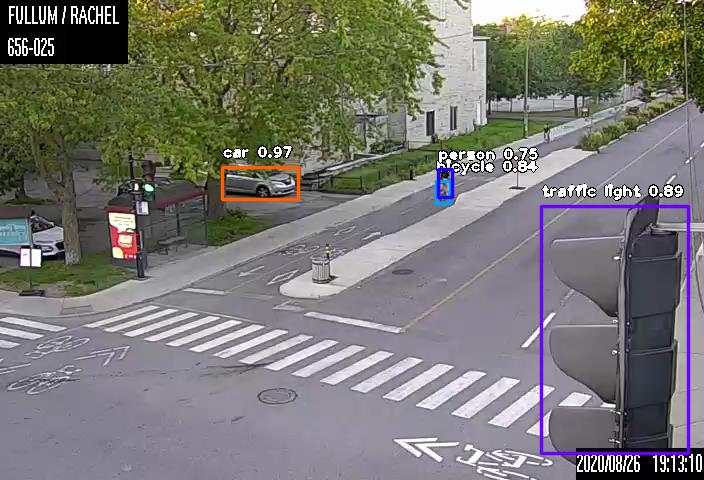 FULLUM / RACHEL
656-025
car 0.97
person 0.75
bicycle 0.84
traffic light 0.89
2020/08/26 19:13:10